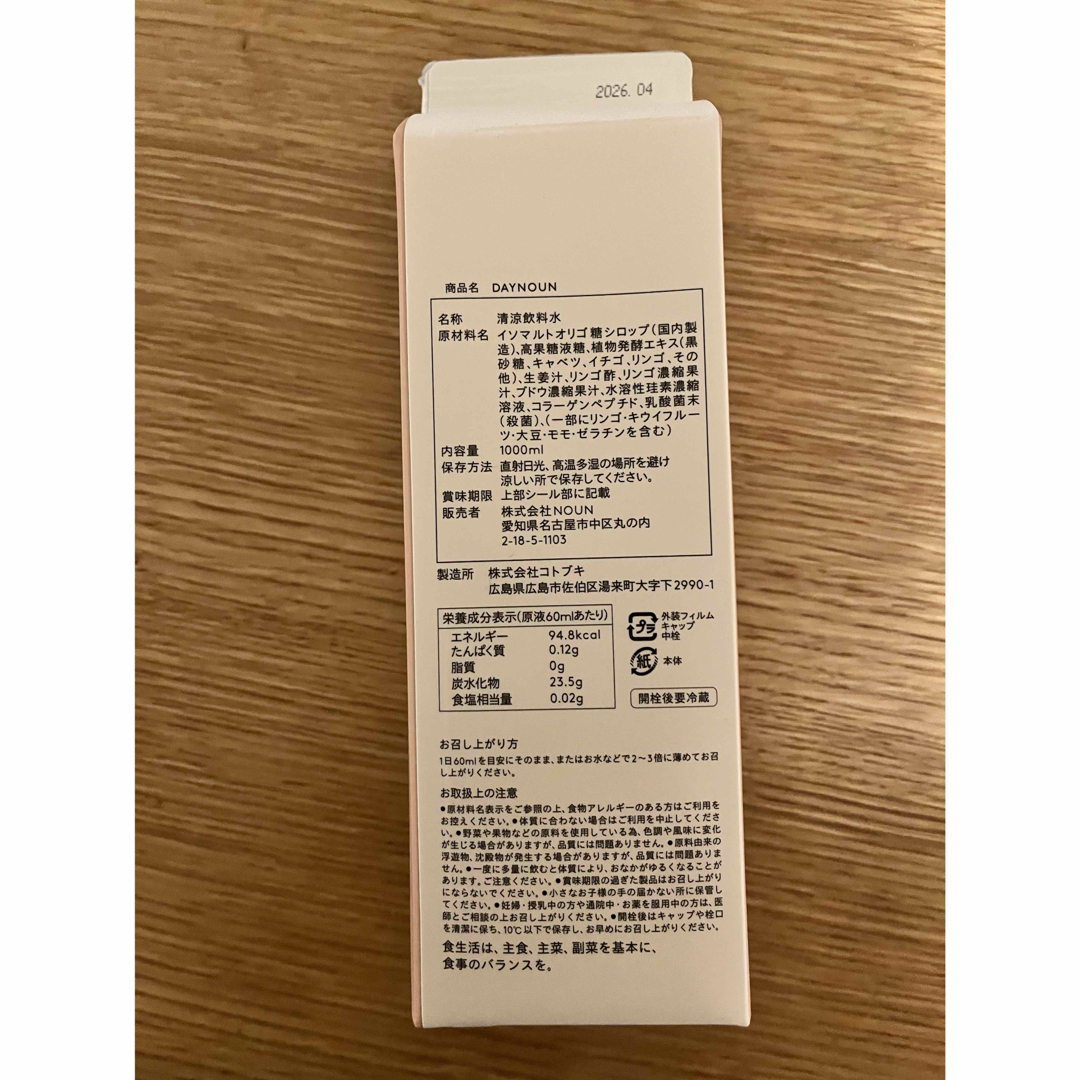 2026. 04
商品名 DAYNOUN
名称 清涼飲料水
原材料名 イソマルトオリゴ糖シロップ(国内製
造)、高果糖液糖、植物発酵エキス(黒
砂糖、キャベツ、イチゴ、リンゴ、その
他)、生姜汁、リンゴ酢、リンゴ濃縮果
汁、ブドウ濃縮果汁、水溶性珪素濃縮
溶液、コラーゲンペプチド、乳酸菌末
(殺菌)、(一部にリンゴ・キウイフルー
ツ・大豆・モモ・ゼラチンを含む)
内容量 1000ml
保存方法 直射日光、高温多湿の場所を避け
涼しい所で保存してください。
賞味期限 上部シール部に記載
販売者 株式会社NOUN
愛知県名古屋市中区丸の内
2-18-5-1103
製造所 株式会社コトブキ
広島県広島市佐伯区湯来町大字下2990-1
栄養成分表示(原液60mlあたり)
エネルギー 94.8kcal
たんぱく質 0.12g
脂質 0g
炭水化物 23.5g
食塩相当量 0.02g
プラ 外装フィルム
キャップ
中栓
紙 本体
開栓後要冷蔵
お召し上がり方
1日60mlを目安にそのまま、またはお水などで2〜3倍に薄めてお召
し上がりください。
お取扱上の注意
●原材料名表示をご参照の上、食物アレルギーのある方はご利用を
お控えください。●体質に合わない場合はご利用を中止してくださ
い。●野菜や果物などの原料を使用している為、色調や風味に変化
が生じる場合がありますが、品質には問題ありません。●原料由来の
浮遊物、沈殿物が発生する場合がありますが、品質には問題ありま
せん。●一度に多量に飲むと体質により、おなかがゆるくなることが
あります。ご注意ください。●賞味期限の過ぎた製品はお召し上がり
にならないでください。●小さなお子様の手の届かない所に保管し
てください。●妊婦・授乳中の方や通院中・お薬を服用中の方は、医
師とご相談の上お召し上がりください。●開栓後はキャップや栓口
を清潔に保ち、10℃以下で保存し、お早めにお召し上がりください。
食生活は、主食、主菜、副菜を基本に、
食事のバランスを。